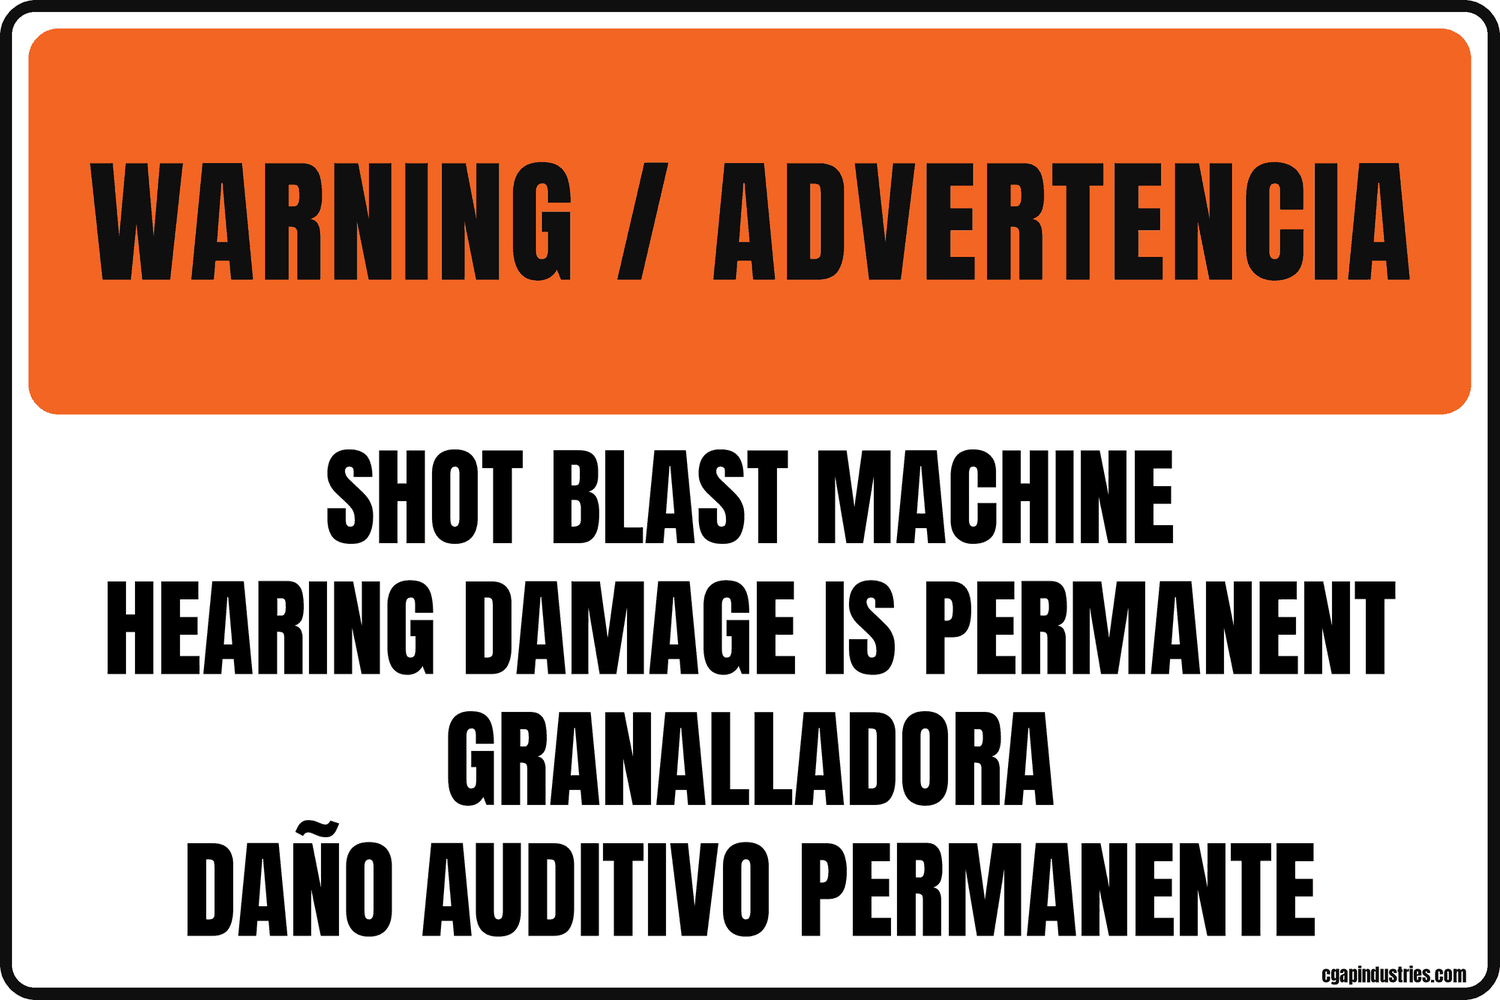 WARNING / ADVERTENCIA
SHOT BLAST MACHINE
HEARING DAMAGE IS PERMANENT
GRANALLADORA
DAÑO AUDITIVO PERMANENTE
cgapindustries.com